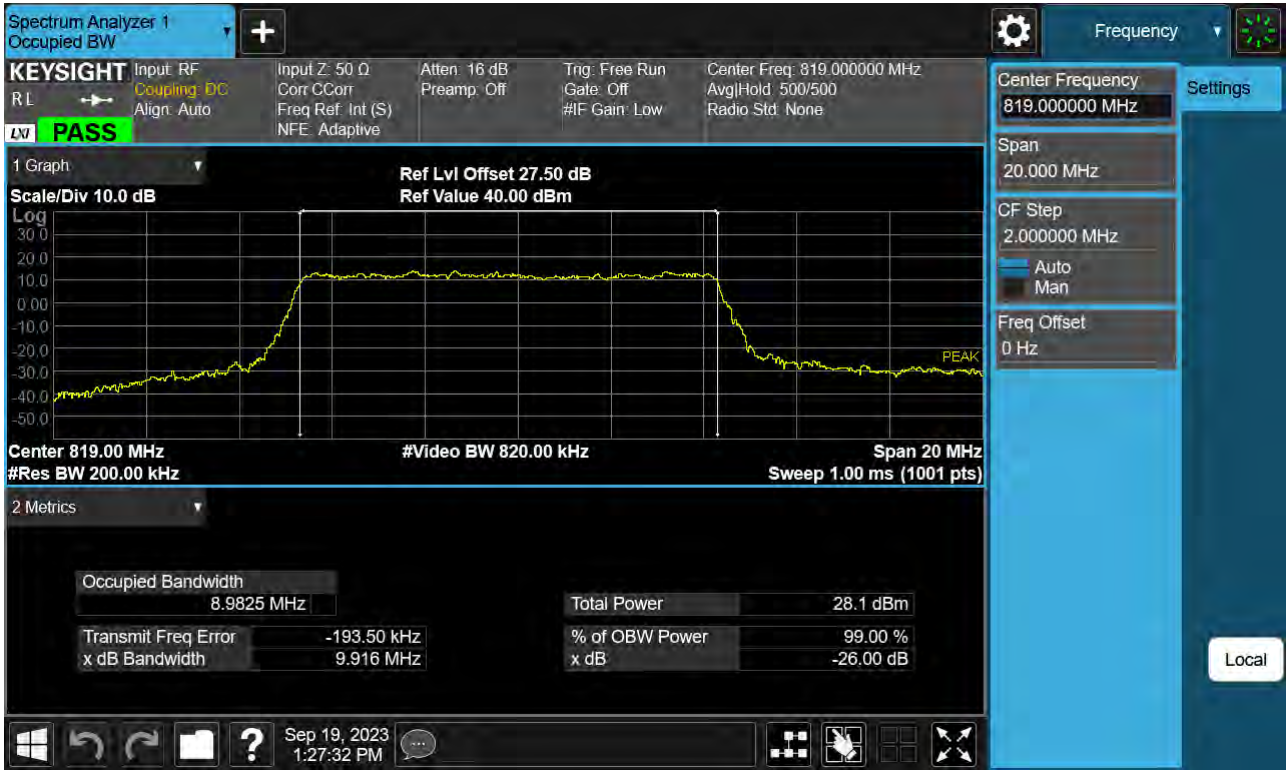 Spectrum Analyzer 1
Occupied BW
+
Frequency
KEYSIGHT
RL
LXI PASS
Input: RF
Coupling: DC
Align: Auto
Input Z: 50 Ω
Corr CCorr
Freq Ref: Int (S)
NFE: Adaptive
Atten: 16 dB
Preamp: Off
Trig: Free Run
Gate: Off
#IF Gain: Low
Center Freq: 819.000000 MHz
Avg|Hold: 500/500
Radio Std: None
Center Frequency
819.000000 MHz
Settings
Span
20.000 MHz
CF Step
2.000000 MHz
Auto
Man
Freq Offset
0 Hz
Local
1 Graph
Scale/Div 10.0 dB
Ref Lvl Offset 27.50 dB
Ref Value 40.00 dBm
Log
30.0
20.0
10.0
0.00
-10.0
-20.0
-30.0
-40.0
-50.0
PEAK
Center 819.00 MHz
#Video BW 820.00 kHz
Span 20 MHz
#Res BW 200.00 kHz
Sweep 1.00 ms (1001 pts)
2 Metrics
Occupied Bandwidth
8.9825 MHz
Total Power 28.1 dBm
Transmit Freq Error -193.50 kHz
% of OBW Power 99.00 %
x dB Bandwidth 9.916 MHz
x dB -26.00 dB
?
Sep 19, 2023
1:27:32 PM